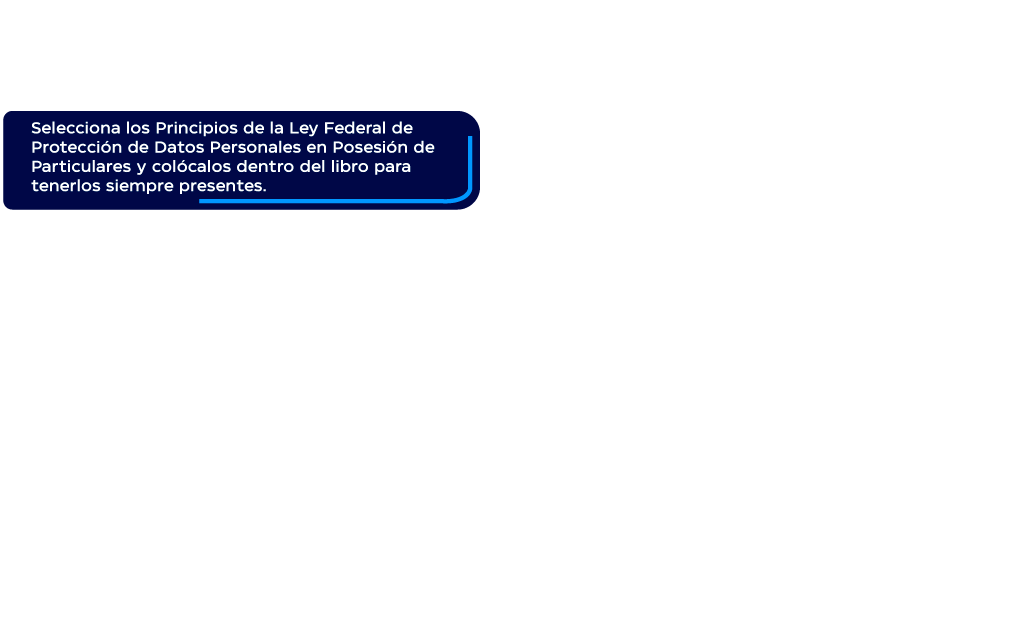 Selecciona los Principios de la Ley Federal de
Protección de Datos Personales en Posesión de
Particulares y colócalos dentro del libro para
tenerlos siempre presentes.